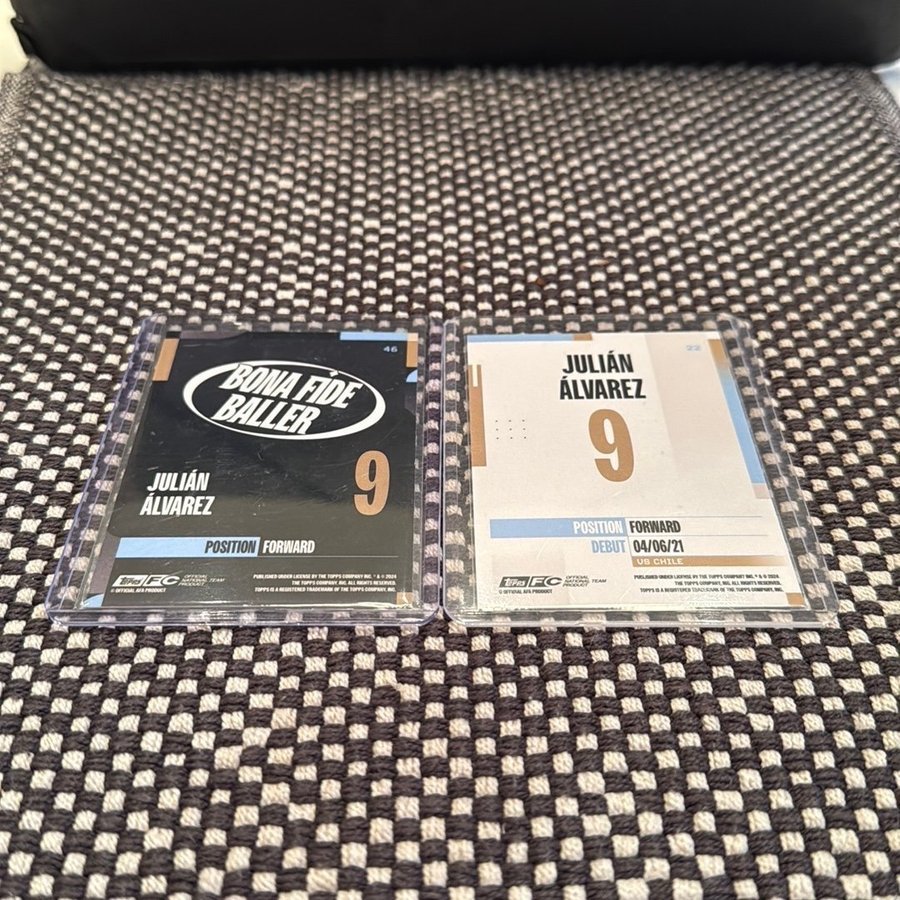 46
BONA FIDE
BALLER
9
JULIÁN
ÁLVAREZ
POSITION FORWARD
TOPPS FC OFFICIAL NATIONAL TEAM PRODUCT
© OFFICIAL AFA PRODUCT
PUBLISHED UNDER LICENSE BY THE TOPPS COMPANY INC. ® & © 2024
THE TOPPS COMPANY, INC. ALL RIGHTS RESERVED.
TOPPS IS A REGISTERED TRADEMARK OF THE TOPPS COMPANY, INC.
22
JULIÁN
ÁLVAREZ
9
POSITION FORWARD
DEBUT 04/06/21
VS CHILE
TOPPS FC OFFICIAL NATIONAL TEAM PRODUCT
© OFFICIAL AFA PRODUCT
PUBLISHED UNDER LICENSE BY THE TOPPS COMPANY INC. ® & © 2024
THE TOPPS COMPANY, INC. ALL RIGHTS RESERVED.
TOPPS IS A REGISTERED TRADEMARK OF THE TOPPS COMPANY, INC.